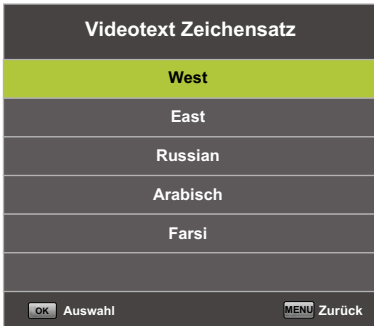 Videotext Zeichensatz
West
East
Russian
Arabisch
Farsi
OK Auswahl MENU Zurück